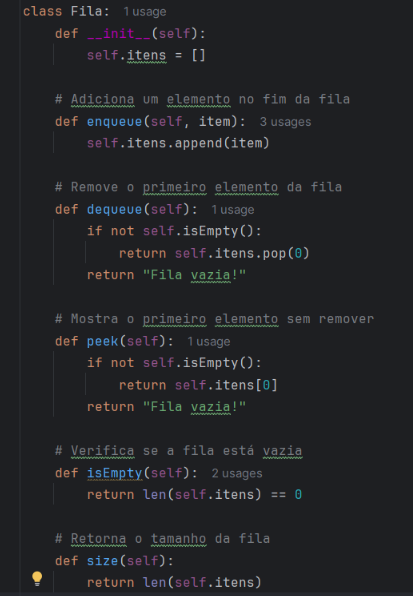 class Fila:  1 usage
    def __init__(self):
        self.itens = []

    # Adiciona um elemento no fim da fila
    def enqueue(self, item):  3 usages
        self.itens.append(item)

    # Remove o primeiro elemento da fila
    def dequeue(self):  1 usage
        if not self.isEmpty():
            return self.itens.pop(0)
        return "Fila vazia!"

    # Mostra o primeiro elemento sem remover
    def peek(self):  1 usage
        if not self.isEmpty():
            return self.itens[0]
        return "Fila vazia!"

    # Verifica se a fila está vazia
    def isEmpty(self):  2 usages
        return len(self.itens) == 0

    # Retorna o tamanho da fila
    def size(self):
        return len(self.itens)